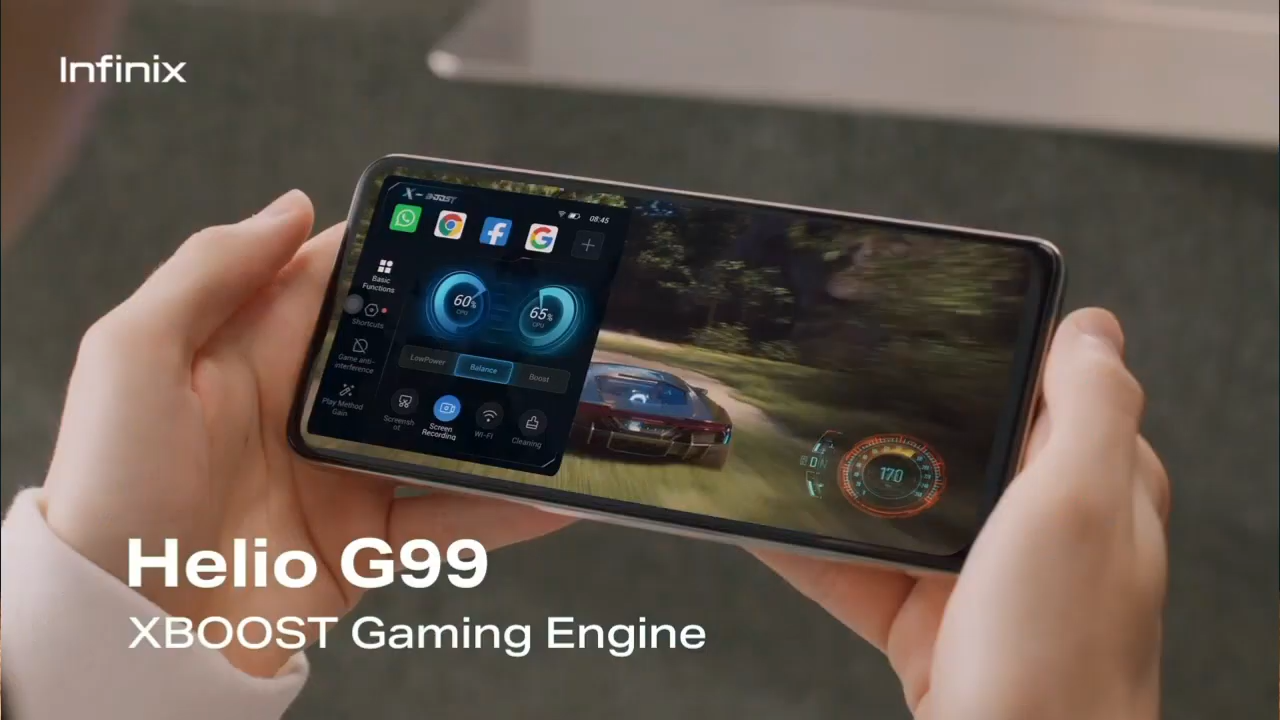 Infinix
X-BOOST
08:45
Basic
Functions
Shortcuts
Game anti-
interference
Play Method
Gain
60%
CPU
65%
CPU
LowPower
Balance
Boost
Screensh
ot
Screen
Recording
Wi-Fi
Cleaning
170
Helio G99
XBOOST Gaming Engine